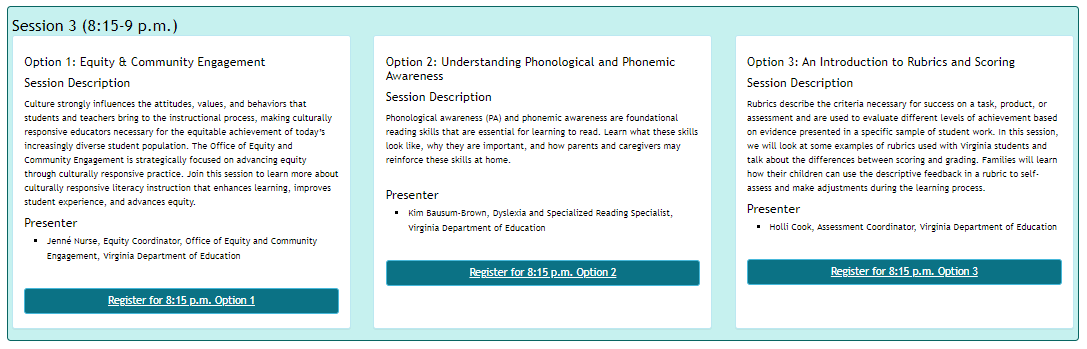 Session 3 (8:15-9 p.m.)
Option 1: Equity & Community Engagement
Session Description
Culture strongly influences the attitudes, values, and behaviors that
students and teachers bring to the instructional process, making culturally
responsive educators necessary for the equitable achievement of today's
increasingly diverse student population. The Office of Equity and
Community Engagement is strategically focused on advancing equity
through culturally responsive practice. Join this session to learn more about
culturally responsive literacy instruction that enhances learning, improves
student experience, and advances equity.
Presenter
▪ Jenné Nurse, Equity Coordinator, Office of Equity and Community
Engagement, Virginia Department of Education
Register for 8:15 p.m. Option 1
Option 2: Understanding Phonological and Phonemic
Awareness
Session Description
Phonological awareness (PA) and phonemic awareness are foundational
reading skills that are essential for learning to read. Learn what these skills
look like, why they are important, and how parents and caregivers may
reinforce these skills at home.
Presenter
▪ Kim Bausum-Brown, Dyslexia and Specialized Reading Specialist,
Virginia Department of Education
Register for 8:15 p.m. Option 2
Option 3: An Introduction to Rubrics and Scoring
Session Description
Rubrics describe the criteria necessary for success on a task, product, or
assessment and are used to evaluate different levels of achievement based
on evidence presented in a specific sample of student work. In this session,
we will look at some examples of rubrics used with Virginia students and
talk about the differences between scoring and grading. Families will learn
how their children can use the descriptive feedback in a rubric to self-
assess and make adjustments during the learning process.
Presenter
▪ Holli Cook, Assessment Coordinator, Virginia Department of Education
Register for 8:15 p.m. Option 3